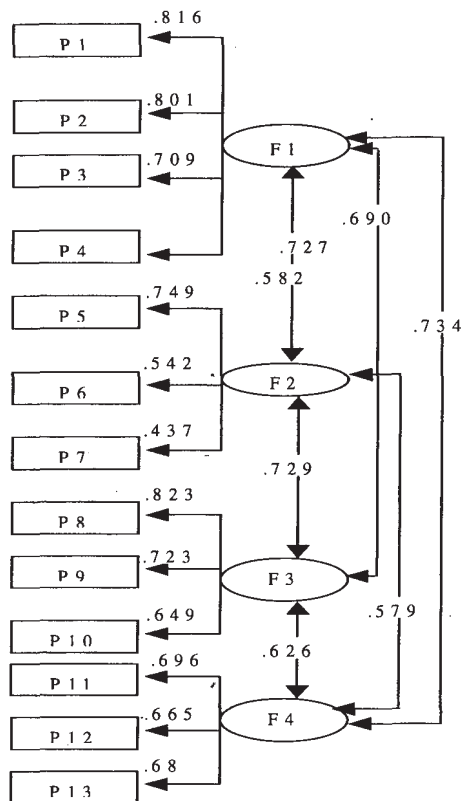 .816
P1
.801
P2
.709
P3
F1
.690
P4
.727
.582
.749
P5
.734
.542
P6
F2
.437
P7
.729
.823
P8
.723
P9
F3
.579
.649
P10
.626
.696
P11
.665
P12
F4
.68
P13